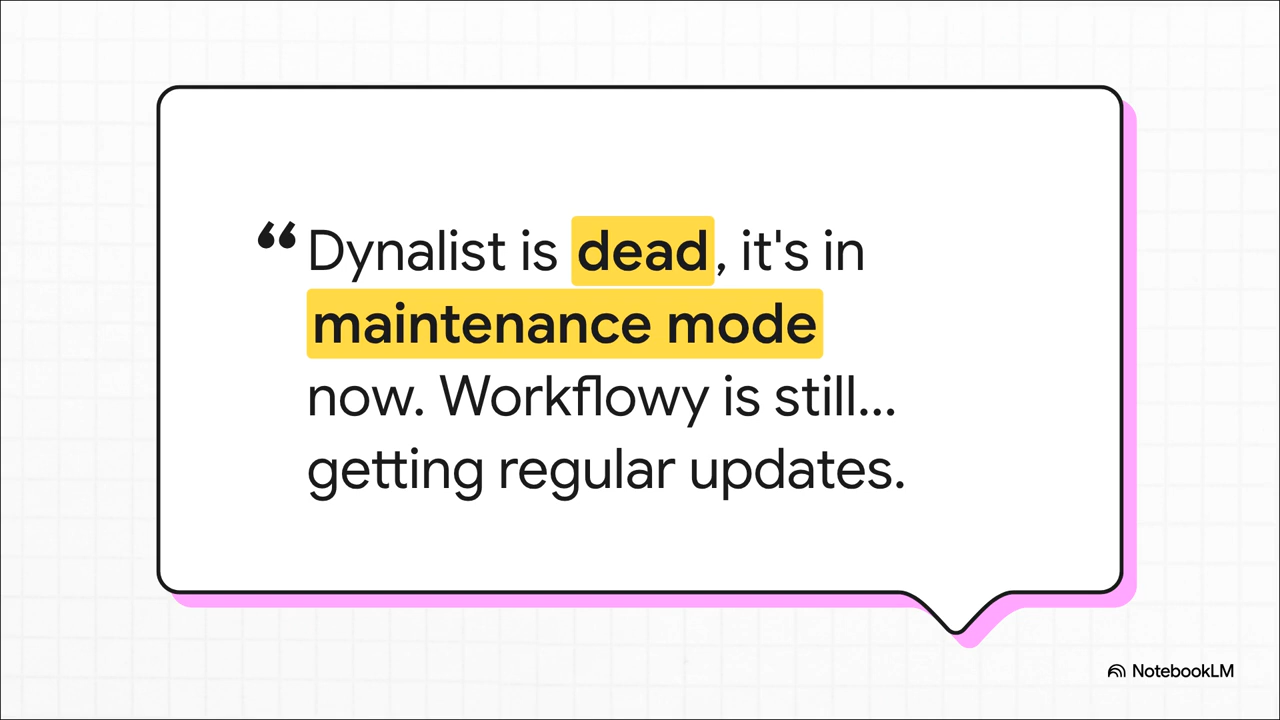 “Dynalist is dead, it's in
maintenance mode
now. Workflowy is still...
getting regular updates.
NotebookLM